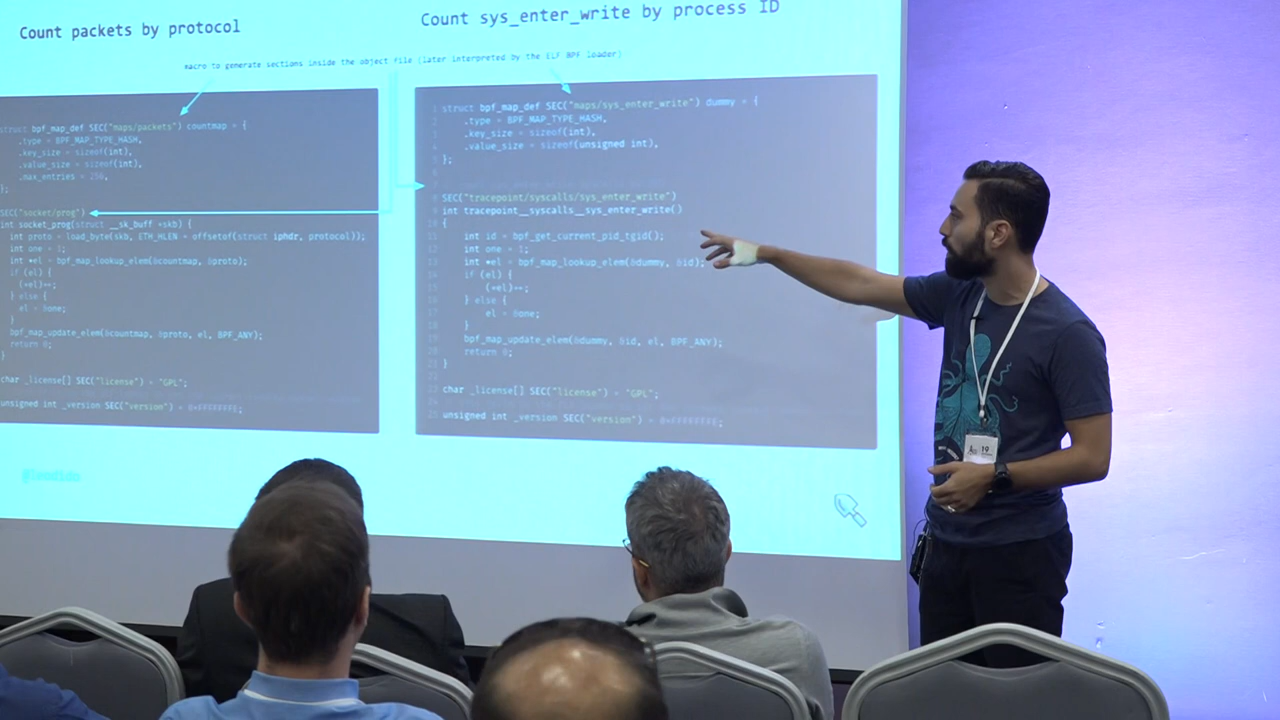 Count packets by protocol
Count sys_enter_write by process ID
macro to generate sections inside the object file (later interpreted by the ELF BPF loader)
struct bpf_map_def SEC("maps/packets") countmap = {
.type = BPF_MAP_TYPE_HASH,
.key_size = sizeof(int),
.value_size = sizeof(int),
.max_entries = 256,
};
SEC("socket/prog")
int socket_prog(struct __sk_buff *skb) {
int proto = load_byte(skb, ETH_HLEN + offsetof(struct iphdr, protocol));
int one = 1;
int *el = bpf_map_lookup_elem(&countmap, &proto);
if (el) {
(*el)++;
} else {
el = &one;
}
bpf_map_update_elem(&countmap, &proto, el, BPF_ANY);
return 0;
}
char _license[] SEC("license") = "GPL";
unsigned int _version SEC("version") = 0xFFFFFFFE;
struct bpf_map_def SEC("maps/sys_enter_write") dummy = {
.type = BPF_MAP_TYPE_HASH,
.key_size = sizeof(int),
.value_size = sizeof(unsigned int),
};
SEC("tracepoint/syscalls/sys_enter_write")
int tracepoint__syscalls__sys_enter_write()
{
int id = bpf_get_current_pid_tgid();
int one = 1;
int *el = bpf_map_lookup_elem(&dummy, &id);
if (el) {
(*el)++;
} else {
el = &one;
}
bpf_map_update_elem(&dummy, &id, el, BPF_ANY);
return 0;
}
char _license[] SEC("license") = "GPL";
unsigned int _version SEC("version") = 0xFFFFFFFE;
19